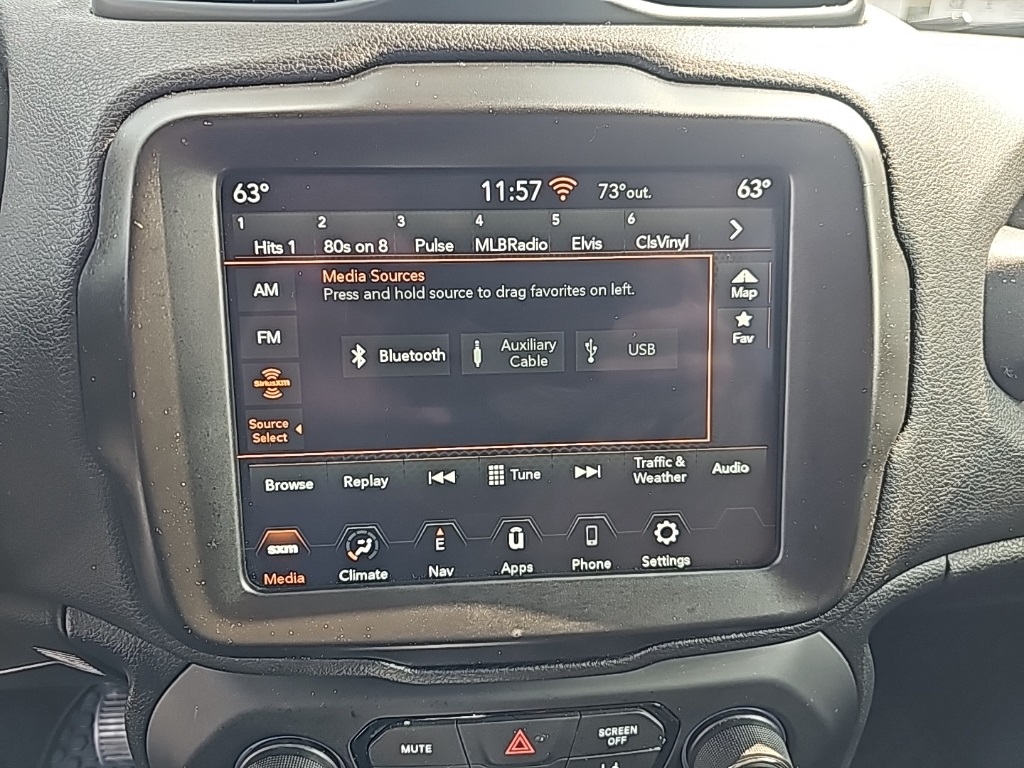 63° 11:57 73°out. 63°
1 2 3 4 5 6
Hits 1 80s on 8 Pulse MLBRadio Elvis ClsVinyl
Media Sources
Press and hold source to drag favorites on left.
AM
Map
FM
Fav
Bluetooth
Auxiliary
Cable
USB
SiriusXM
Source
Select
Browse Replay Tune
Traffic &
Weather
Audio
sxm
E
Media Climate Nav Apps Phone Settings
MUTE
SCREEN
OFF